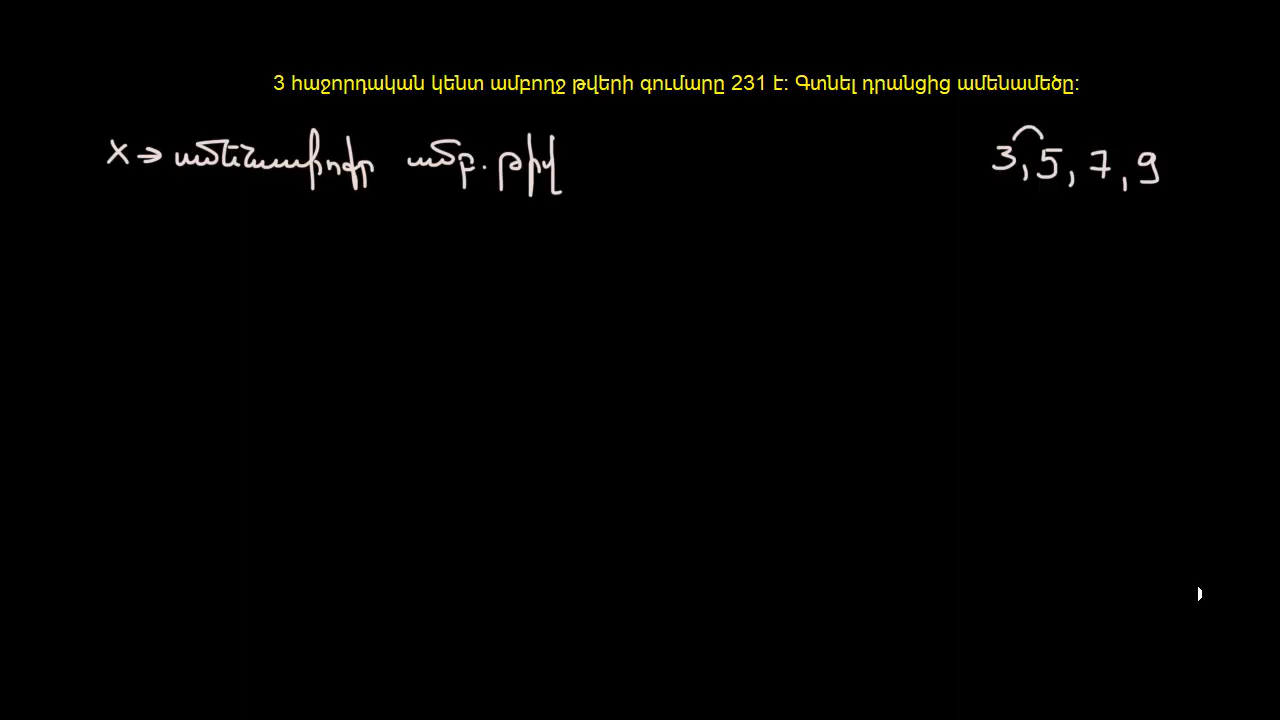 3 հաջորդական կենտ ամբողջ թվերի գումարը 231 է: Գտնել դրանցից ամենամեծը:
x → ամենափոքր ամբ. թիվ
3, 5, 7, 9